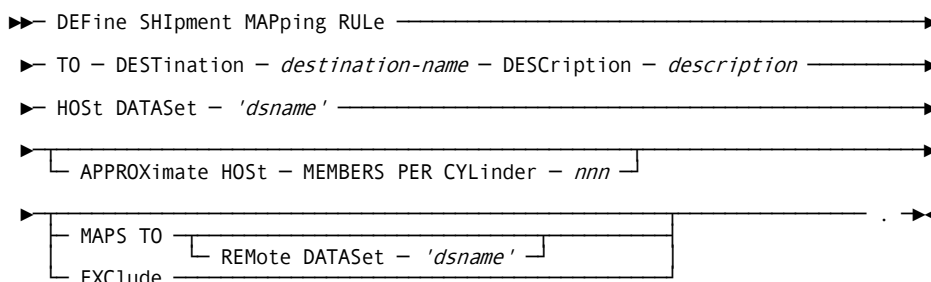 DEFine SHIpment MAPping RULe
TO — DESTination — destination-name — DESCription — description
HOSt DATASet — 'dsname'
APPROXimate HOSt — MEMBERS PER CYLinder — nnn
.
MAPS TO
REMote DATASet — 'dsname'
EXClude